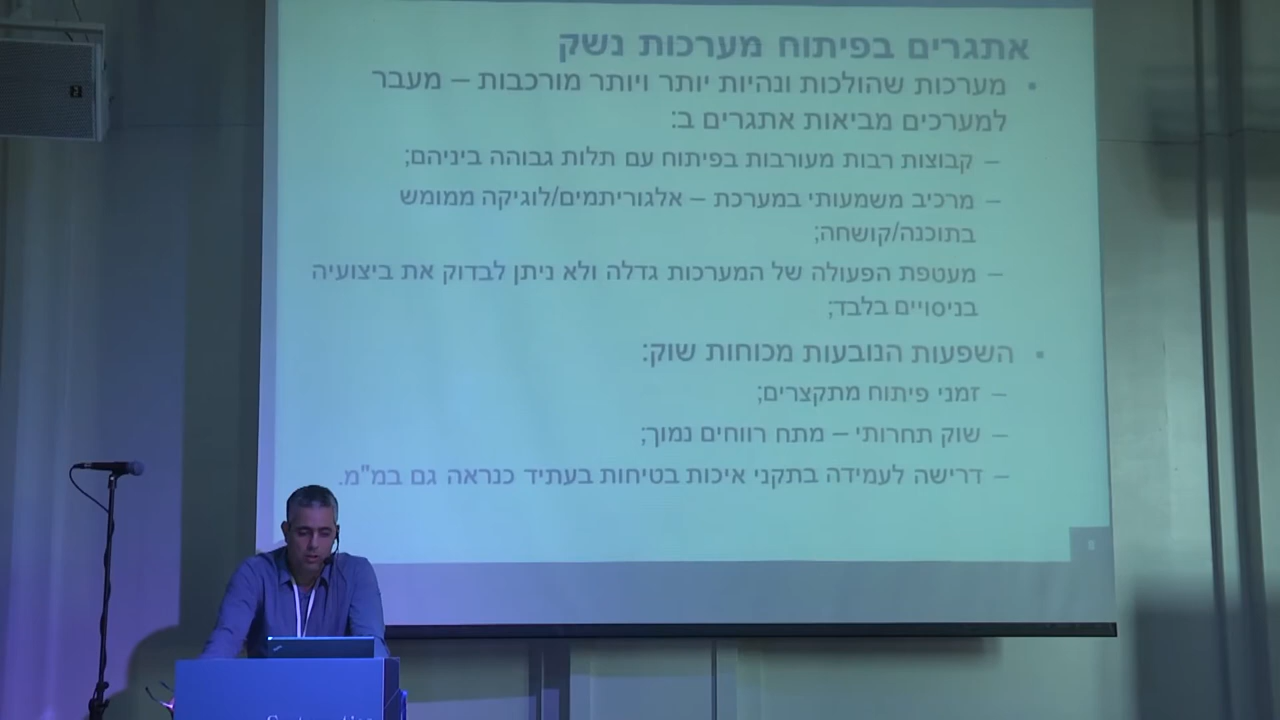 אתגרים בפיתוח מערכות נשק
▪ מערכות שהולכות ונהיות יותר ויותר מורכבות – מעבר
למערכים מביאות אתגרים ב:
– קבוצות רבות מעורבות בפיתוח עם תלות גבוהה ביניהם;
– מרכיב משמעותי במערכת – אלגוריתמים/לוגיקה ממומש
בתוכנה/קושחה;
– מעטפת הפעולה של המערכות גדלה ולא ניתן לבדוק את ביצועיה
בניסויים בלבד;
▪ השפעות הנובעות מכוחות שוק:
– זמני פיתוח מתקצרים;
– שוק תחרותי – מתח רווחים נמוך;
– דרישה לעמידה בתקני איכות בטיחות בעתיד כנראה גם במ"מ.